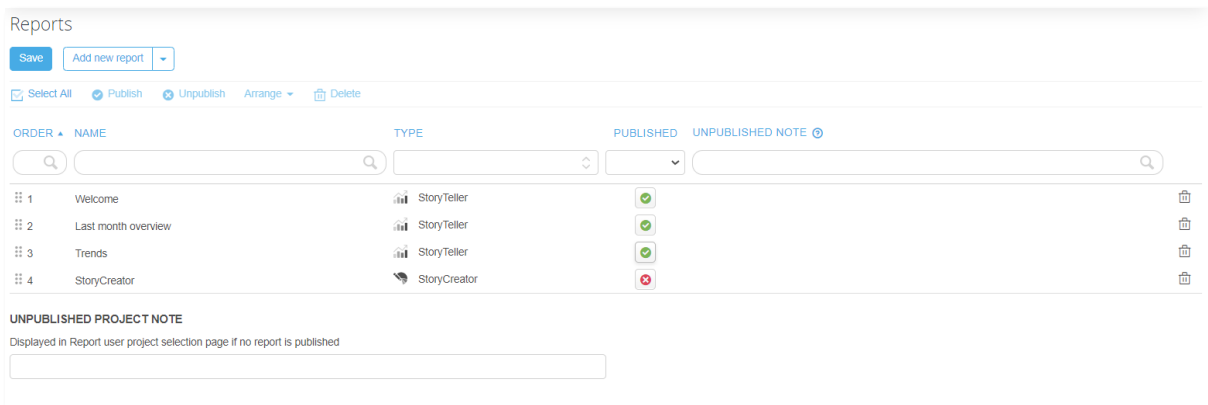 Reports
Save Add new report
Select All Publish Unpublish Arrange Delete
ORDER NAME TYPE PUBLISHED UNPUBLISHED NOTE
1 Welcome StoryTeller
2 Last month overview StoryTeller
3 Trends StoryTeller
4 StoryCreator StoryCreator
UNPUBLISHED PROJECT NOTE
Displayed in Report user project selection page if no report is published